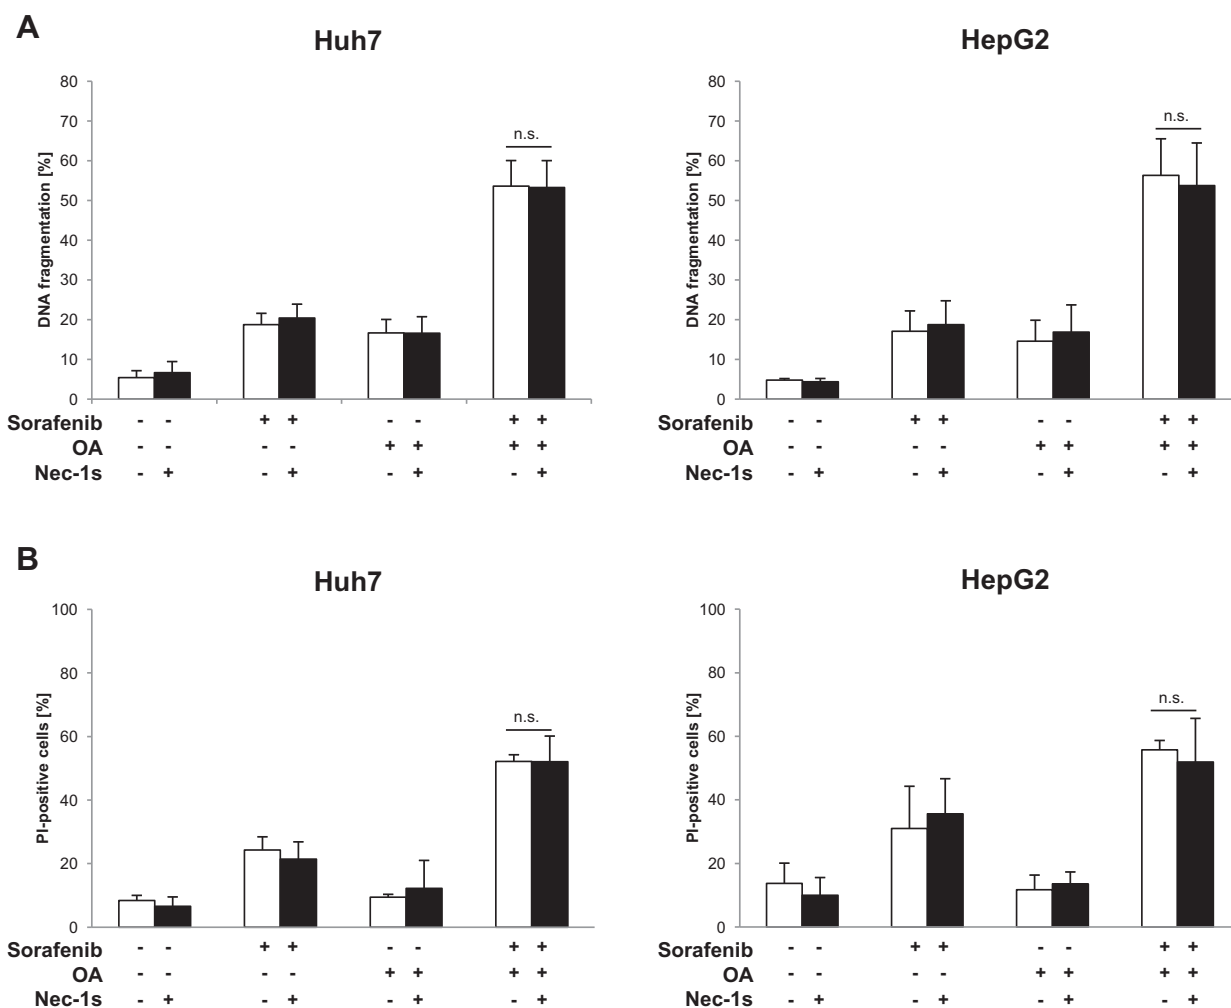 A
Huh7
HepG2
80
70
60
50
40
30
20
10
0
DNA fragmentation [%]
n.s.
80
70
60
50
40
30
20
10
0
DNA fragmentation [%]
n.s.
Sorafenib - - + + - - + +
OA - - - - + + + +
Nec-1s - + - + - + - +
Sorafenib - - + + - - + +
OA - - - - + + + +
Nec-1s - + - + - + - +
B
Huh7
HepG2
100
80
60
40
20
0
PI-positive cells [%]
n.s.
100
80
60
40
20
0
PI-positive cells [%]
n.s.
Sorafenib - - + + - - + +
OA - - - - + + + +
Nec-1s - + - + - + - +
Sorafenib - - + + - - + +
OA - - - - + + + +
Nec-1s - + - + - + - +